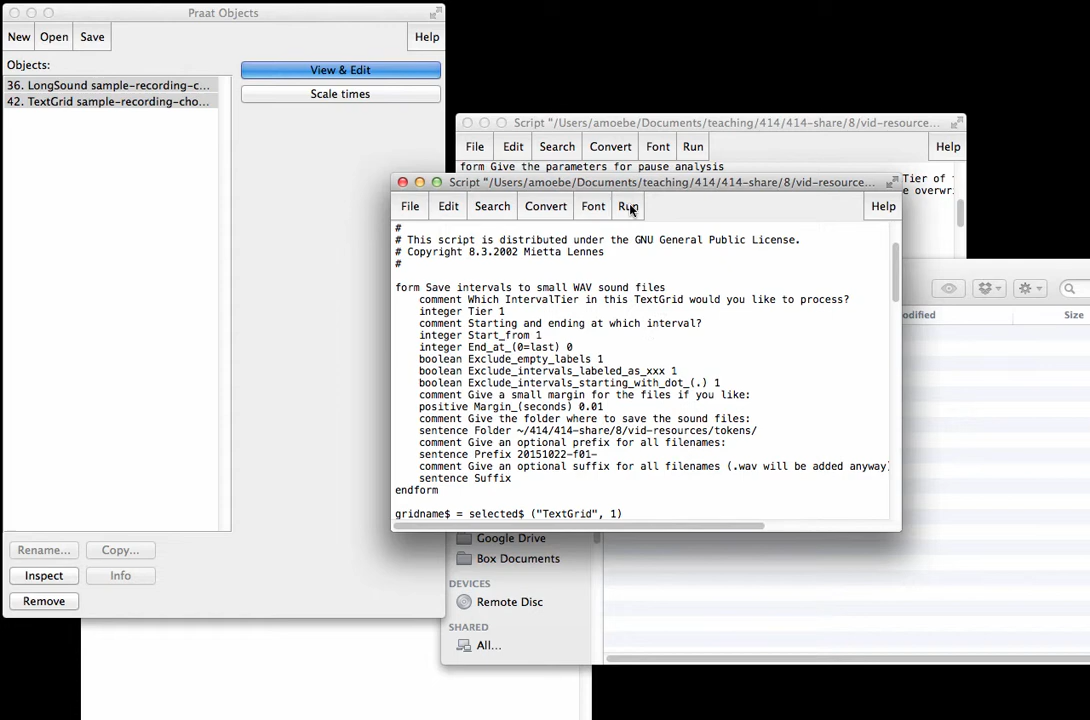 Praat Objects
New Open Save Help
Objects:
36. LongSound sample-recording-c...
42. TextGrid sample-recording-cho...
View & Edit
Scale times
Rename... Copy...
Inspect Info
Remove
Script "/Users/amoebe/Documents/teaching/414/414-share/8/vid-resource...
File Edit Search Convert Font Run Help
form Give the parameters for pause analysis
Tier of
e overwri
Script "/Users/amoebe/Documents/teaching/414/414-share/8/vid-resource...
File Edit Search Convert Font Run Help
#
# This script is distributed under the GNU General Public License.
# Copyright 8.3.2002 Mietta Lennes
#
form Save intervals to small WAV sound files
comment Which IntervalTier in this TextGrid would you like to process?
integer Tier 1
comment Starting and ending at which interval?
integer Start_from 1
integer End_at_(0=last) 0
boolean Exclude_empty_labels 1
boolean Exclude_intervals_labeled_as_xxx 1
boolean Exclude_intervals_starting_with_dot_(.) 1
comment Give a small margin for the files if you like:
positive Margin_(seconds) 0.01
comment Give the folder where to save the sound files:
sentence Folder ~/414/414-share/8/vid-resources/tokens/
comment Give an optional prefix for all filenames:
sentence Prefix 20151022-f01-
comment Give an optional suffix for all filenames (.wav will be added anyway)
sentence Suffix
endform
gridname$ = selected$ ("TextGrid", 1)
odified Size
Google Drive
Box Documents
DEVICES
Remote Disc
SHARED
All...